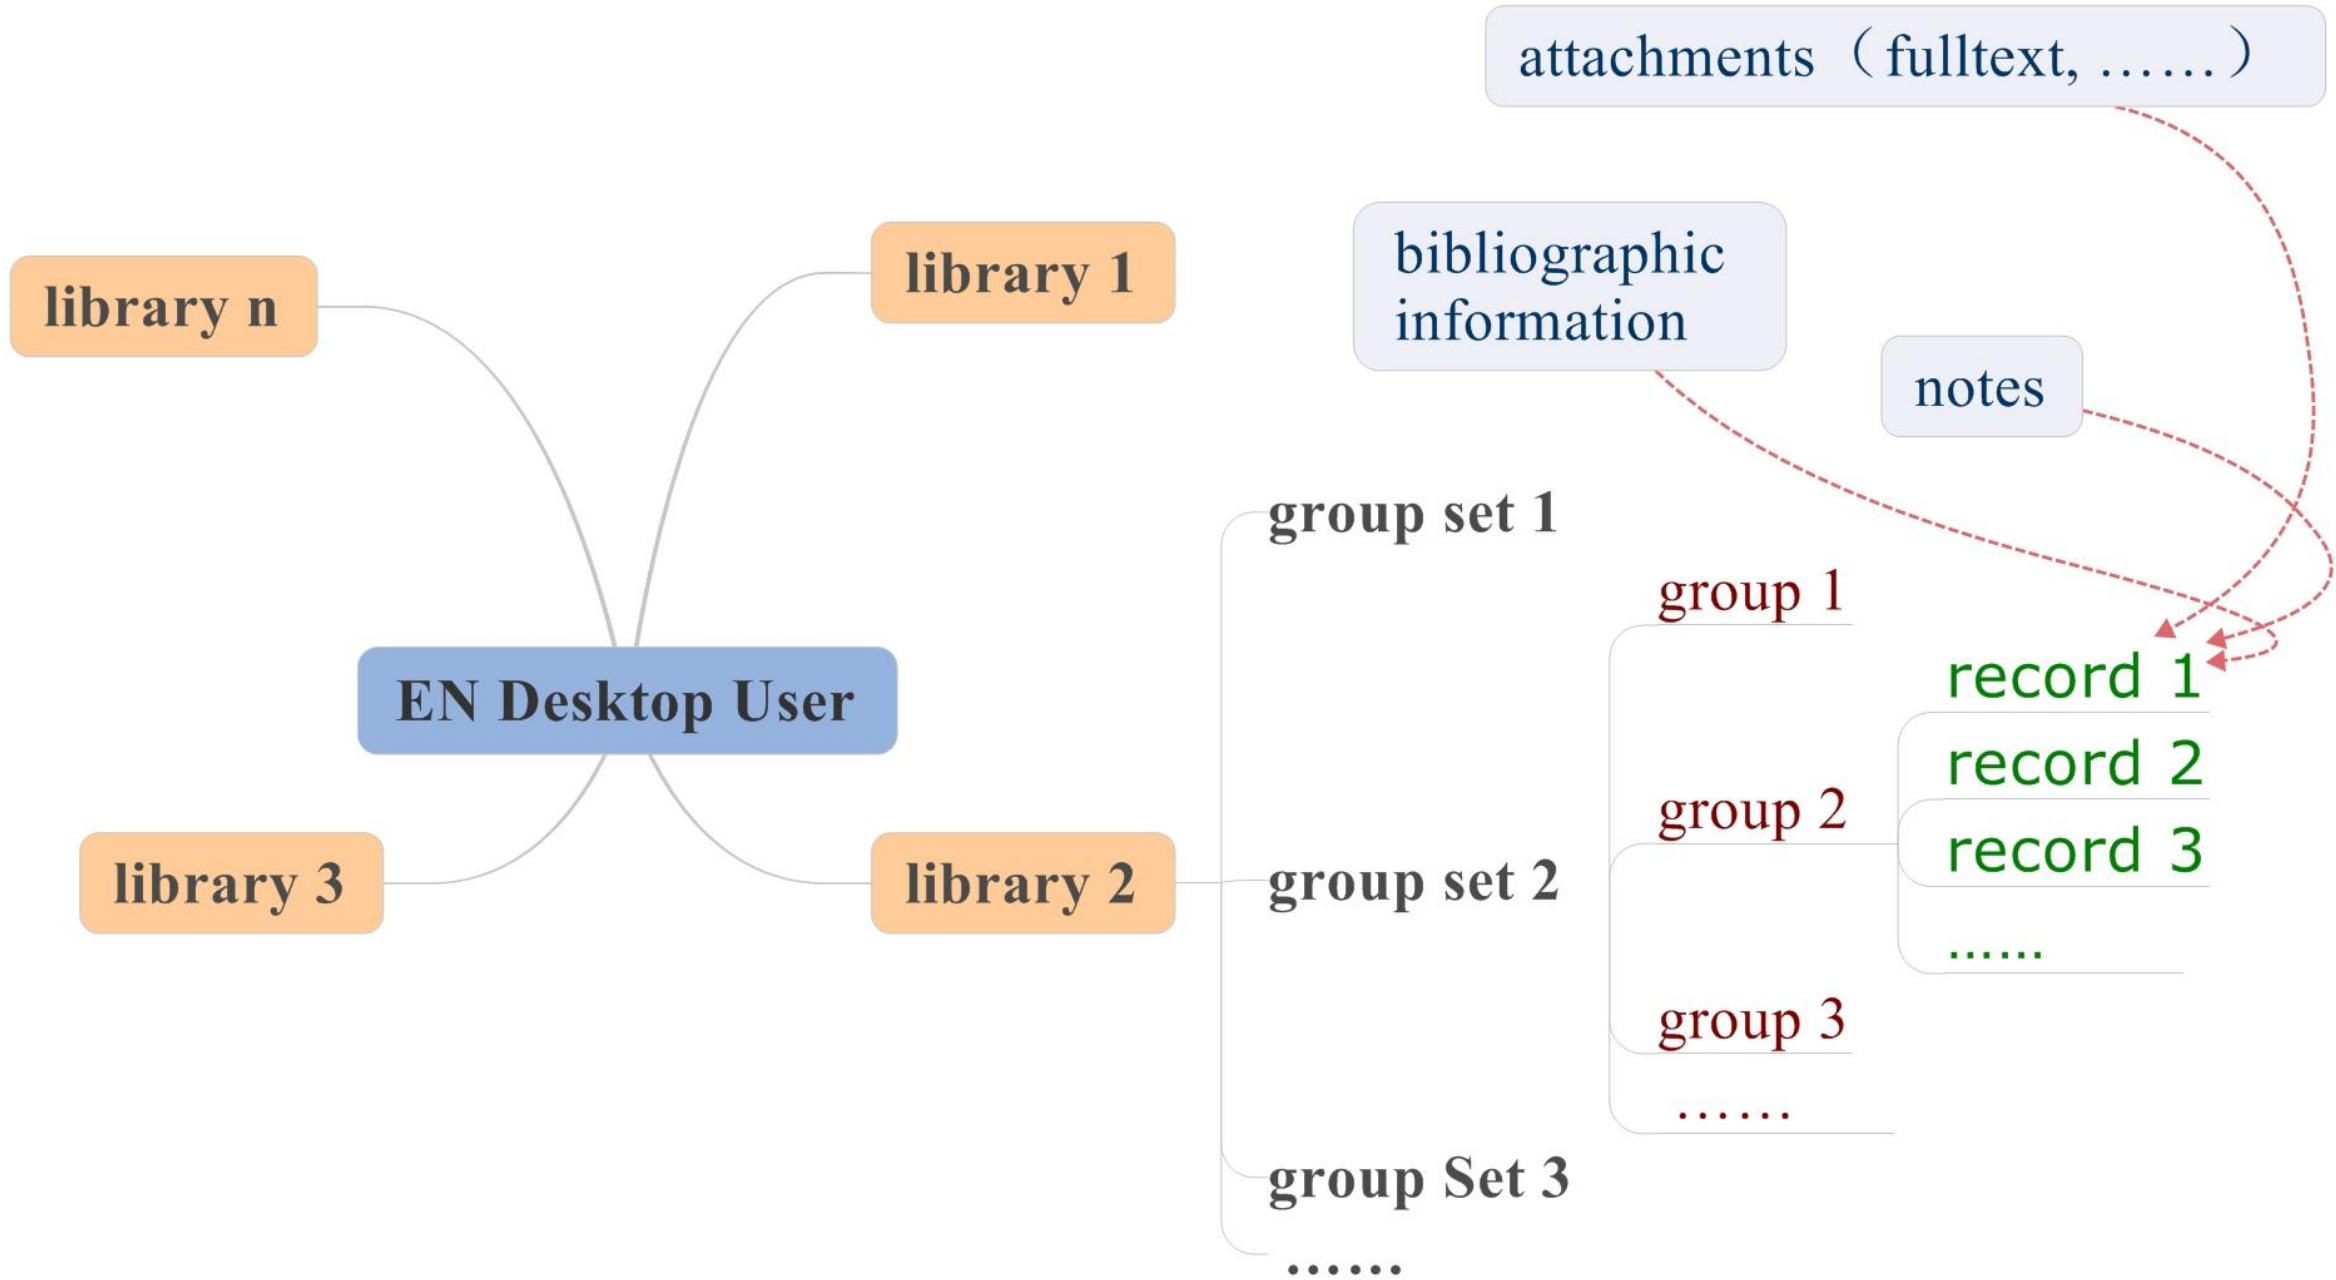 attachments（fulltext, ……）
bibliographic
information
notes
library n
library 1
EN Desktop User
library 3
library 2
group set 1
group set 2
group Set 3
……
group 1
group 2
group 3
……
record 1
record 2
record 3
……